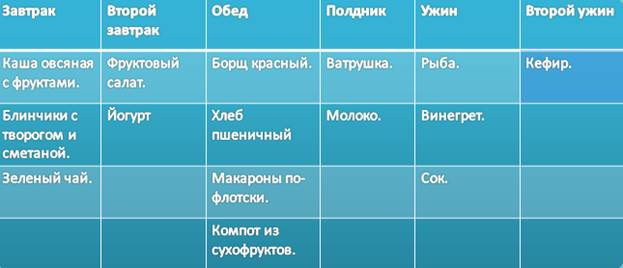 Завтрак
Второй
завтрак
Обед
Полдник
Ужин
Второй ужин
Каша овсяная
с фруктами.
Фруктовый
салат.
Борщ красный.
Ватрушка.
Рыба.
Кефир.
Блинчики с
творогом и
сметаной.
Йогурт
Хлеб
пшеничный
Молоко.
Винегрет.
Зеленый чай.
Макароны по-
флотски.
Сок.
Компот из
сухофруктов.